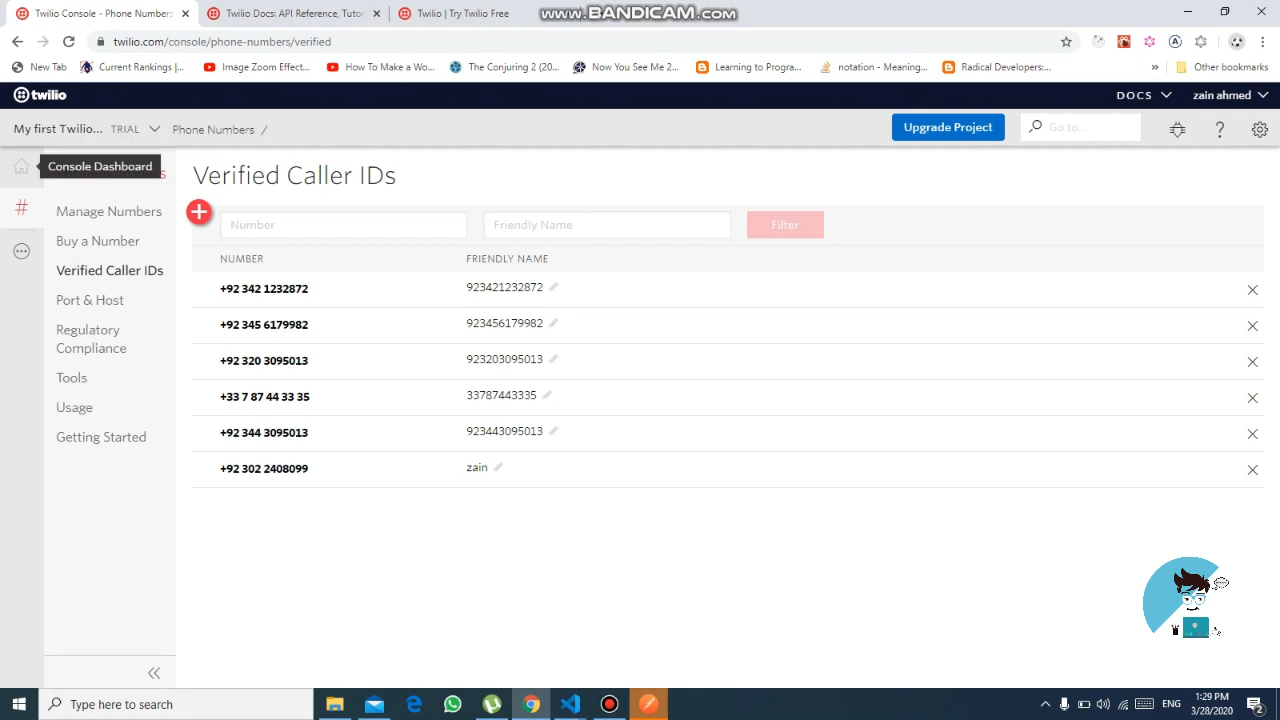 Twilio Console - Phone Numbers
Twilio Docs: API Reference, Tutor
Twilio | Try Twilio Free
www.BANDICAM.com
twilio.com/console/phone-numbers/verified
New Tab
Current Rankings |...
Image Zoom Effect...
How To Make a Wo...
The Conjuring 2 (20...
Now You See Me 2...
Learning to Progra...
notation - Meaning...
Radical Developers:...
»
Other bookmarks
twilio
DOCS
zain ahmed
My first Twilio...
TRIAL
Phone Numbers /
Upgrade Project
Go to...
Console Dashboard
s
Verified Caller IDs
Manage Numbers
Buy a Number
Verified Caller IDs
Port & Host
Regulatory
Compliance
Tools
Usage
Getting Started
Number
Friendly Name
Filter
NUMBER
FRIENDLY NAME
+92 342 1232872
923421232872
+92 345 6179982
923456179982
+92 320 3095013
923203095013
+33 7 87 44 33 35
33787443335
+92 344 3095013
923443095013
+92 302 2408099
zain
Type here to search
ENG
1:29 PM
3/28/2020
2